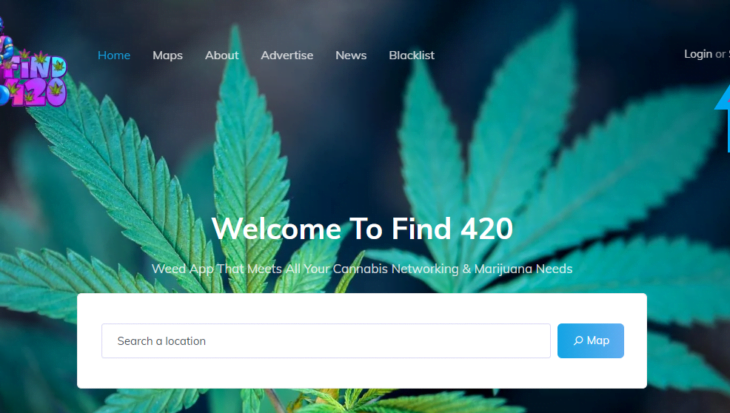 FIND
420
Home Maps About Advertise News Blacklist
Login or
Welcome To Find 420
Weed App That Meets All Your Cannabis Networking & Marijuana Needs
Search a location
Map